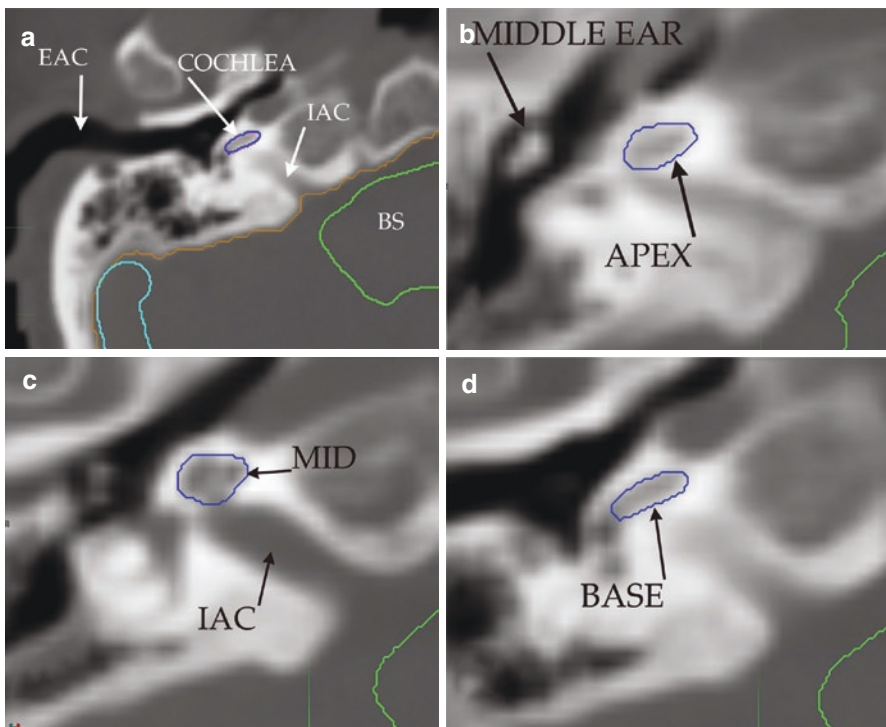 a
EAC
COCHLEA
IAC
BS
b
MIDDLE EAR
APEX
c
MID
IAC
d
BASE